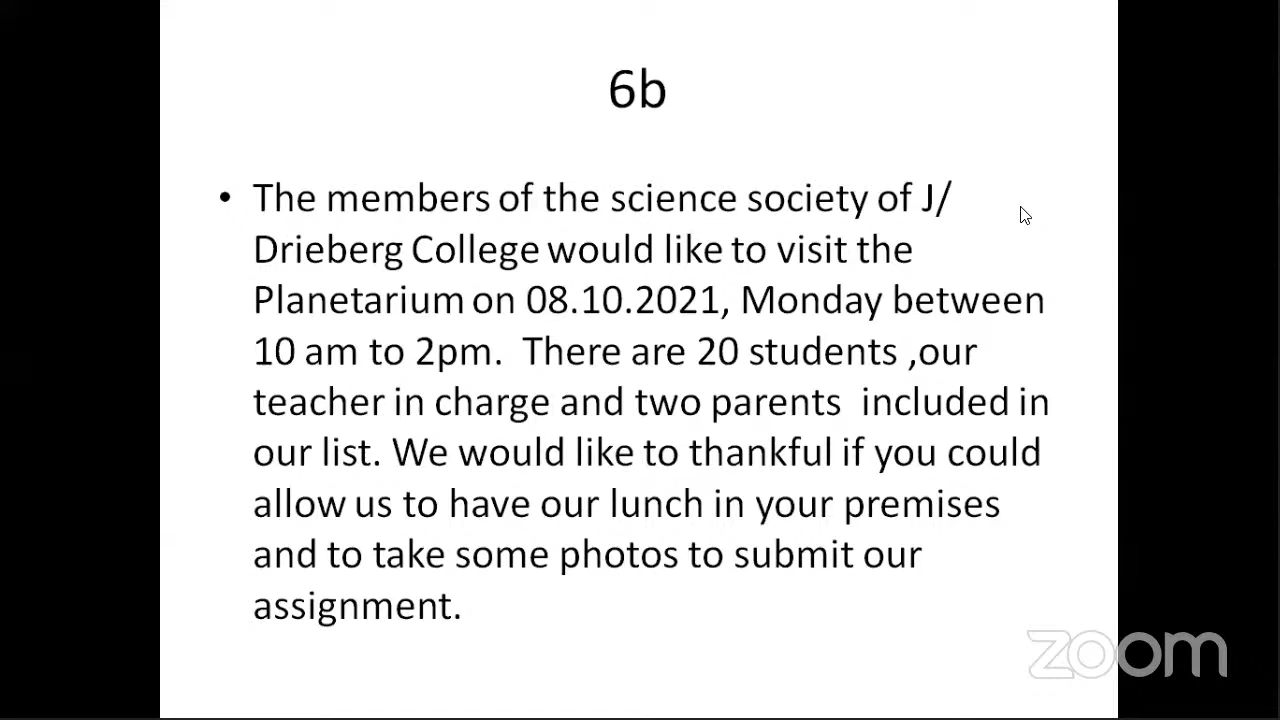 6b
• The members of the science society of J/
Drieberg College would like to visit the
Planetarium on 08.10.2021, Monday between
10 am to 2pm.  There are 20 students ,our
teacher in charge and two parents  included in
our list. We would like to thankful if you could
allow us to have our lunch in your premises
and to take some photos to submit our
assignment.
zoom